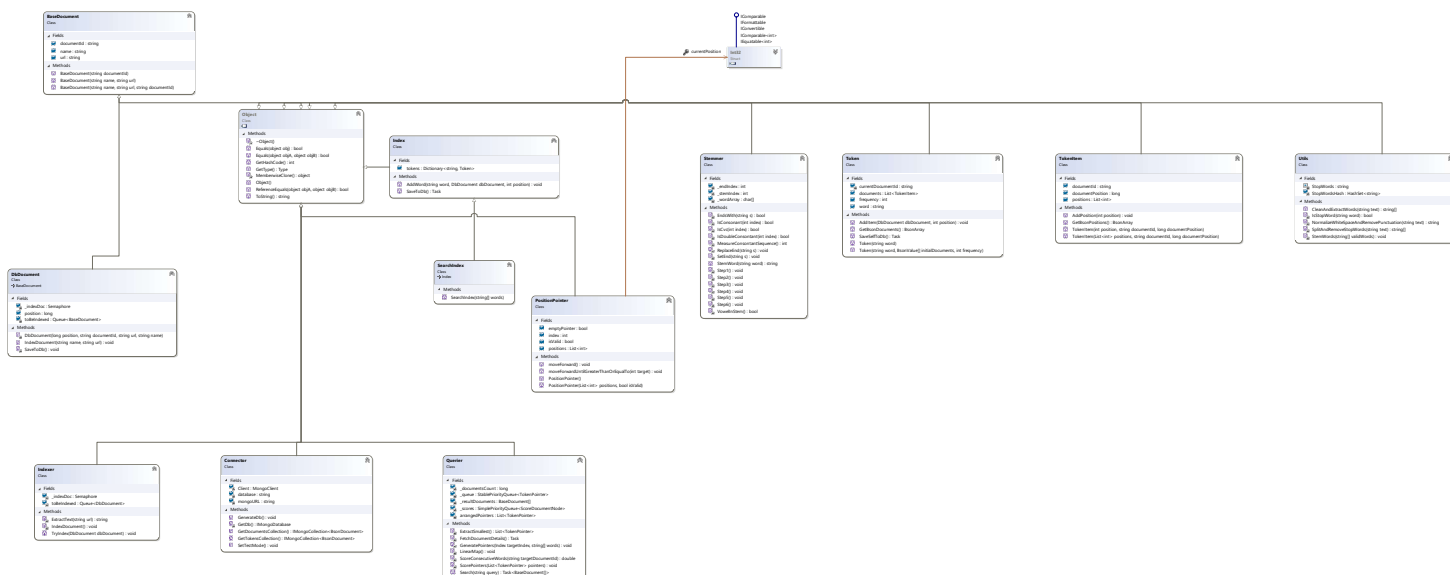 BaseDocument
Class
Fields
documentId : string
name : string
url : string
Methods
BaseDocument(string documentId)
BaseDocument(string name, string url)
BaseDocument(string name, string url, string documentId)
IComparable
IFormattable
IConvertible
IComparable<int>
IEquatable<int>
currentPosition
Int32
Struct
Object
Class
Methods
~Object()
Equals(object obj) : bool
Equals(object objA, object objB) : bool
GetHashCode() : int
GetType() : Type
MemberwiseClone() : object
Object()
ReferenceEquals(object objA, object objB) : bool
ToString() : string
Index
Class
Fields
tokens : Dictionary<string, Token>
Methods
AddWord(string word, DbDocument dbDocument, int position) : void
SaveToDb() : Task
Stemmer
Class
Fields
_endIndex : int
_stemIndex : int
_wordArray : char[]
Methods
EndsWith(string s) : bool
IsConsonant(int index) : bool
IsCvc(int index) : bool
IsDoubleConsonant(int index) : bool
MeasureConsonantSequence() : int
ReplaceEnd(string s) : void
SetEnd(string s) : void
StemWord(string word) : string
Step1() : void
Step2() : void
Step3() : void
Step4() : void
Step5() : void
Step6() : void
VowelInStem() : bool
Token
Class
Fields
currentDocumentId : string
documents : List<TokenItem>
frequency : int
word : string
Methods
AddItem(DbDocument dbDocument, int position) : void
GetBsonDocuments() : BsonArray
SaveSelfToDb() : Task
Token(string word)
Token(string word, BsonValue[] initialDocuments, int frequency)
TokenItem
Class
Fields
documentId : string
documentPosition : long
positions : List<int>
Methods
AddPosition(int position) : void
GetBsonPositions() : BsonArray
TokenItem(int position, string documentId, long documentPosition)
TokenItem(List<int> positions, string documentId, long documentPosition)
Utils
Class
Fields
StopWords : string
StopWordsHash : HashSet<string>
Methods
CleanAndExtractWords(string text) : string[]
IsStopWord(string word) : bool
NormalizeWhiteSpaceAndRemovePunctuation(string text) : string
SplitAndRemoveStopWords(string text) : string[]
StemWords(string[] validWords) : void
DbDocument
Class
BaseDocument
Fields
_indexDoc : Semaphore
position : long
toBeIndexed : Queue<BaseDocument>
Methods
DbDocument(long position, string documentId, string url, string name)
IndexDocument(string name, string url) : void
SaveToDb() : void
SearchIndex
Class
Index
Methods
SearchIndex(string[] words)
PositionPointer
Class
Fields
emptyPointer : bool
index : int
isValid : bool
positions : List<int>
Methods
moveForward() : void
moveForwardUntilGreaterThanOrEqualTo(int target) : void
PositionPointer()
PositionPointer(List<int> positions, bool isValid)
Indexer
Class
Fields
_indexDoc : Semaphore
toBeIndexed : Queue<DbDocument>
Methods
ExtractText(string url) : string
IndexDocument() : void
TryIndex(DbDocument dbDocument) : void
Connector
Class
Fields
Client : MongoClient
database : string
mongoURL : string
Methods
GenerateDb() : void
GetDb() : IMongoDatabase
GetDocumentsCollection() : IMongoCollection<BsonDocument>
GetTokensCollection() : IMongoCollection<BsonDocument>
SetTestMode() : void
Querier
Class
Fields
_documentsCount : long
_queue : StablePriorityQueue<TokenPointer>
_resultDocuments : BaseDocument[]
_scores : SimplePriorityQueue<ScoreDocumentNode>
arrangedPointers : List<TokenPointer>
Methods
ExtractSmallest() : List<TokenPointer>
FetchDocumentDetails() : Task
GeneratePointers(Index targetIndex, string[] words) : void
LinearMap() : void
ScoreConsecutiveWords(string targetDocumentId) : double
ScorePointers(List<TokenPointer> pointers) : void
Search(string query) : Task<BaseDocument[]>